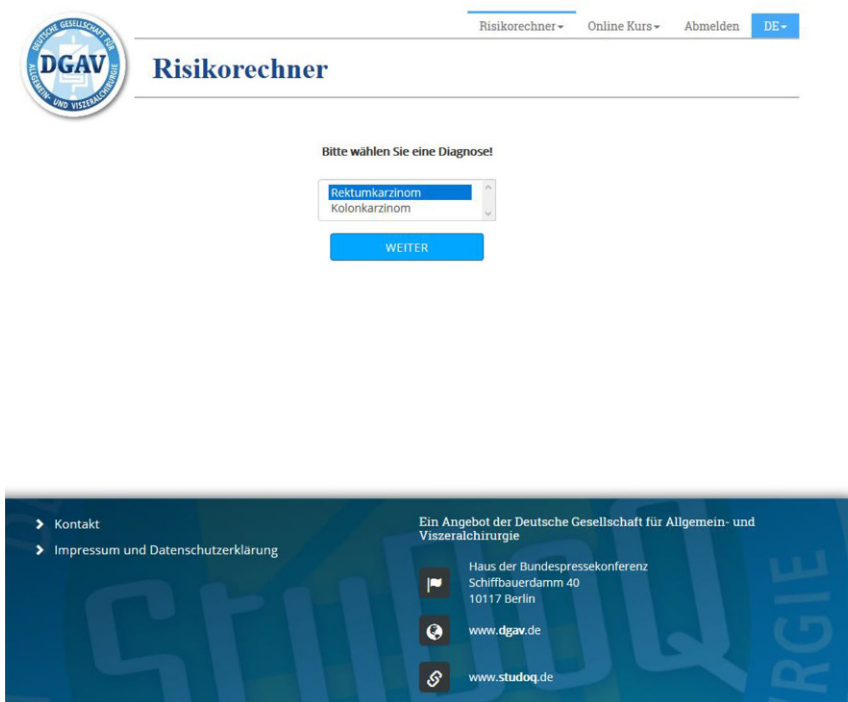 DEUTSCHE GESELLSCHAFT FÜR
ALLGEMEIN- UND VISZERALCHIRURGIE
DGAV
Risikorechner
Online Kurs
Abmelden
DE
Risikorechner
Bitte wählen Sie eine Diagnose!
Rektumkarzinom
Kolonkarzinom
WEITER
Kontakt
Impressum und Datenschutzerklärung
Ein Angebot der Deutsche Gesellschaft für Allgemein- und
Viszeralchirurgie
Haus der Bundespressekonferenz
Schiffbauerdamm 40
10117 Berlin
www.dgav.de
www.studoq.de
StuDoQ